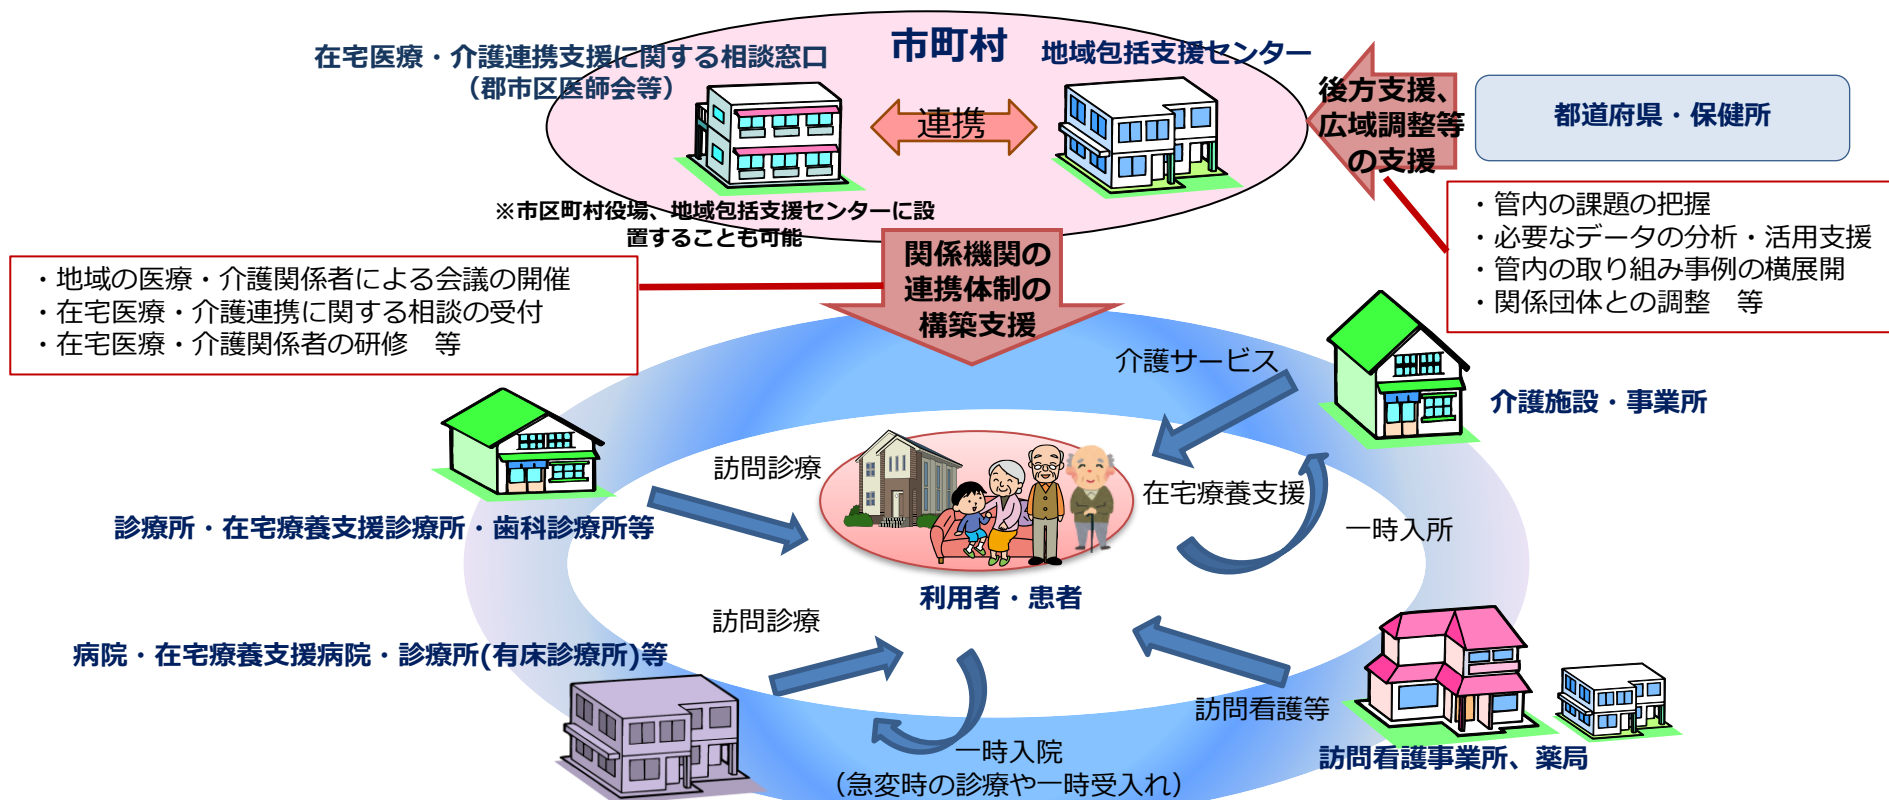 市町村
在宅医療・介護連携支援に関する相談窓口
（郡市区医師会等）
地域包括支援センター
連携
※市区町村役場、地域包括支援センターに設
置することも可能
後方支援、
広域調整等
の支援
都道府県・保健所
・管内の課題の把握
・必要なデータの分析・活用支援
・管内の取り組み事例の横展開
・関係団体との調整　等
関係機関の
連携体制の
構築支援
・地域の医療・介護関係者による会議の開催
・在宅医療・介護連携に関する相談の受付
・在宅医療・介護関係者の研修　等
介護サービス
介護施設・事業所
訪問診療
在宅療養支援
一時入所
診療所・在宅療養支援診療所・歯科診療所等
利用者・患者
訪問診療
病院・在宅療養支援病院・診療所(有床診療所)等
訪問看護等
一時入院
（急変時の診療や一時受入れ）
訪問看護事業所、薬局